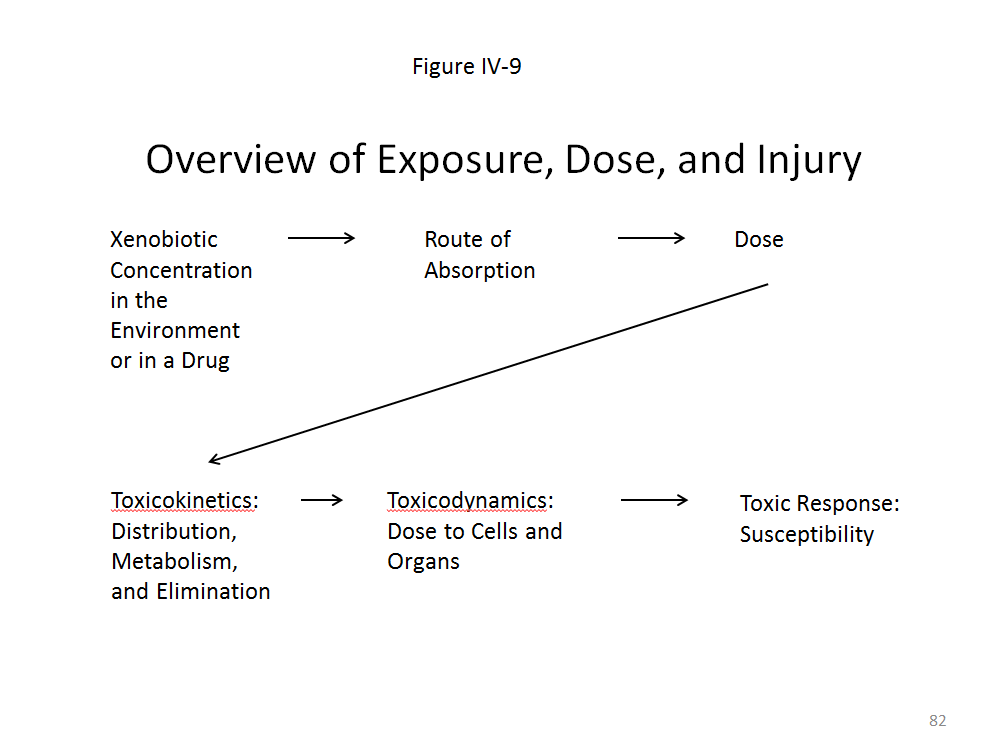 Figure IV-9
Overview of Exposure, Dose, and Injury
Xenobiotic
Concentration
in the
Environment
or in a Drug
Route of
Absorption
Dose
Toxicokinetics:
Distribution,
Metabolism,
and Elimination
Toxicodynamics:
Dose to Cells and
Organs
Toxic Response:
Susceptibility
82